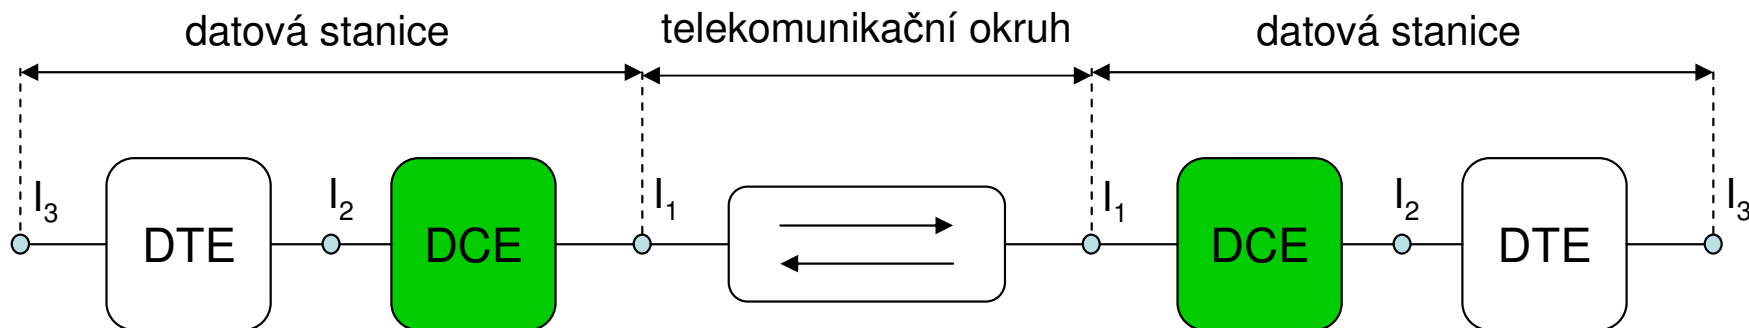 datová stanice
telekomunikační okruh
datová stanice
I₃
DTE
I₂
DCE
I₁
I₁
DCE
I₂
DTE
I₃